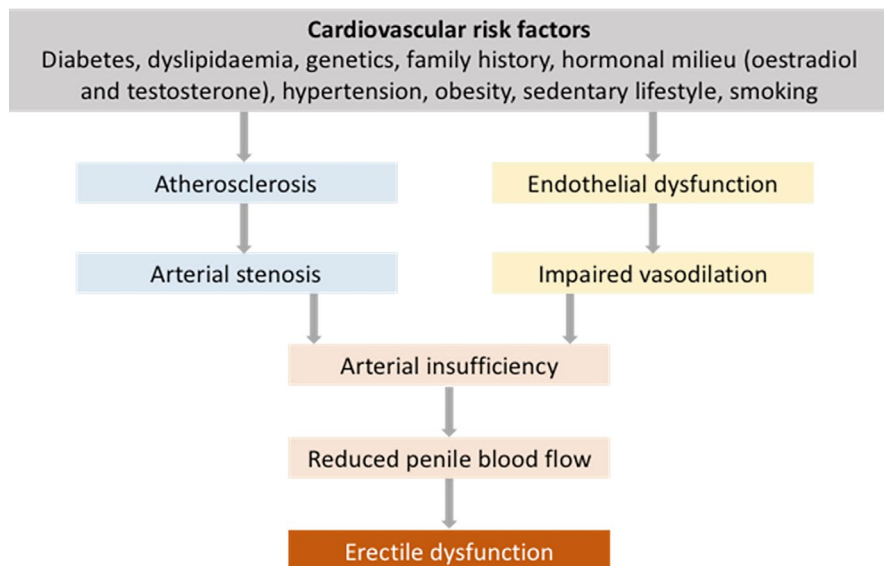 Cardiovascular risk factors
Diabetes, dyslipidaemia, genetics, family history, hormonal milieu (oestradiol
and testosterone), hypertension, obesity, sedentary lifestyle, smoking
Atherosclerosis
Endothelial dysfunction
Arterial stenosis
Impaired vasodilation
Arterial insufficiency
Reduced penile blood flow
Erectile dysfunction